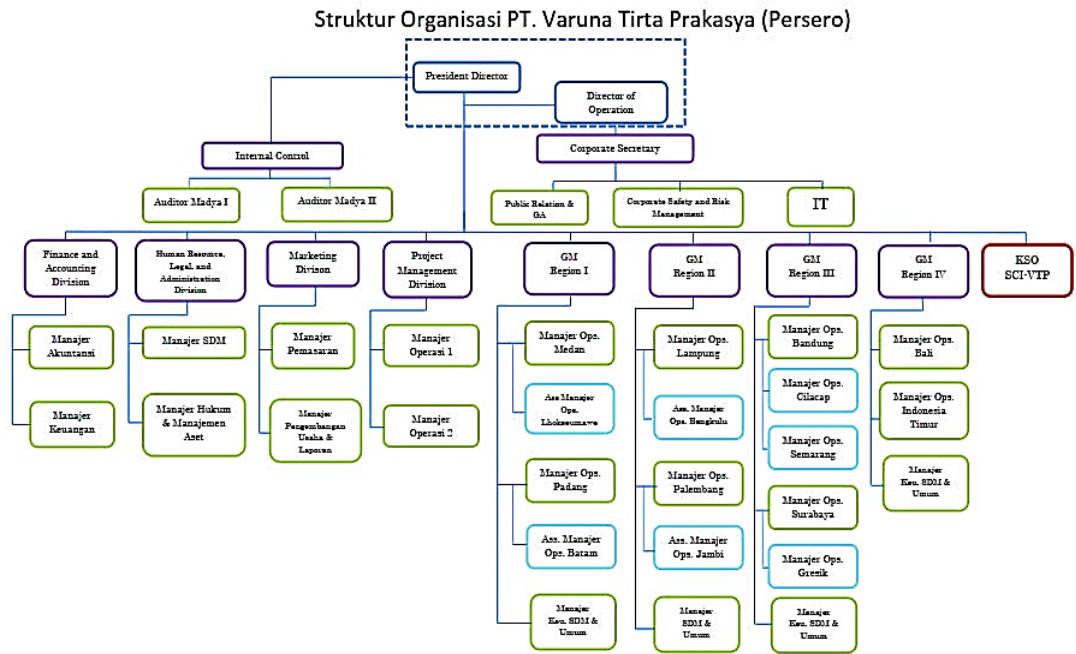 Struktur Organisasi PT. Varuna Tirta Prakasya (Persero)
President Director
Director of
Operation
Internal Control
Corporate Secretary
Auditor Madya I
Auditor Madya II
Public Relation &
GA
Corporate Safety and Risk
Management
IT
Finance and
Accounting
Division
Human Resource,
Legal, and
Administration
Division
Marketing
Divison
Project
Management
Division
GM
Region I
GM
Region II
GM
Region III
GM
Region IV
KSO
SCI-VTP
Manajer
Akuntansi
Manajer
Keuangan
Manajer SDM
Manajer Hukum
& Manajemen
Aset
Manajer
Pemasaran
Manajer
Pengembangan
Usaha &
Laporan
Manajer
Operasi 1
Manajer
Operasi 2
Manajer Ops.
Medan
Ass Manajer
Ops.
Lhokseumawe
Manajer Ops.
Padang
Ass. Manajer
Ops. Batam
Manajer
Keu, SDM &
Umum
Manajer Ops.
Lampung
Ass. Manajer
Ops. Bengkulu
Manajer Ops.
Palembang
Ass. Manajer
Ops. Jambi
Manajer
SDM &
Umum
Manajer Ops.
Bandung
Manajer Ops.
Cilacap
Manajer Ops.
Semarang
Manajer Ops.
Surabaya
Manajer Ops.
Gresik
Manajer
Keu, SDM &
Umum
Manajer Ops.
Bali
Manajer Ops.
Indonesia
Timur
Manajer
Keu, SDM &
Umum